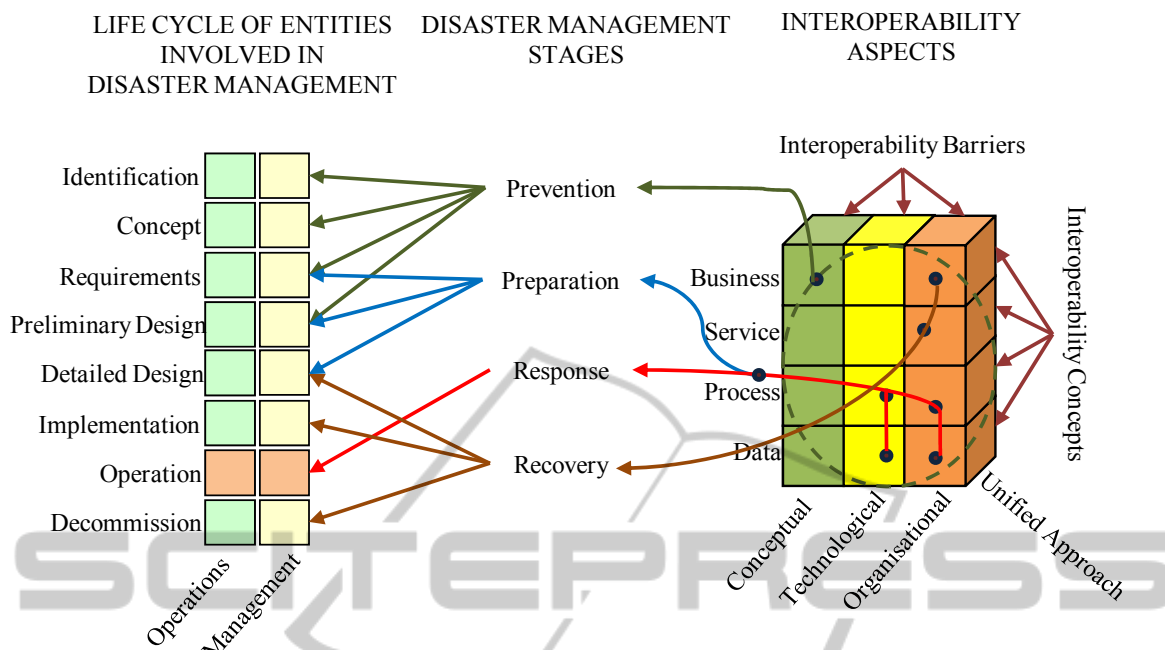 LIFE CYCLE OF ENTITIES
INVOLVED IN
DISASTER MANAGEMENT
DISASTER MANAGEMENT
STAGES
INTEROPERABILITY
ASPECTS
Identification
Concept
Requirements
Preliminary Design
Detailed Design
Implementation
Operation
Decommission
Operations
Management
Prevention
Preparation
Response
Recovery
Interoperability Barriers
Business
Service
Process
Data
Conceptual
Technological
Organisational
Unified Approach
Interoperability Concepts
SCITEPRESS